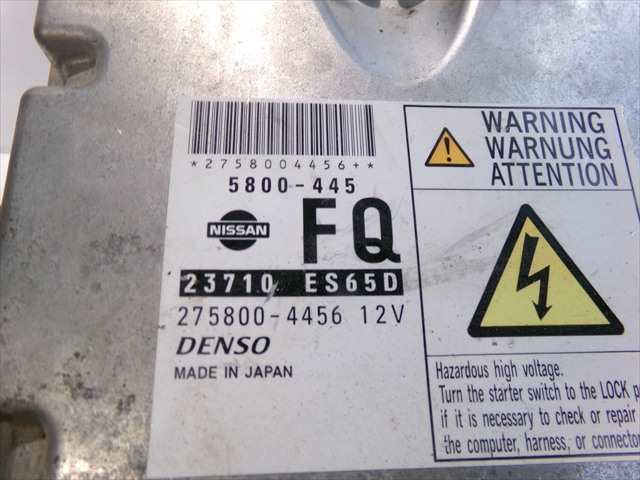 *2758004456+*
5800-445
NISSAN
FQ
23710 ES65D
275800-4456 12V
DENSO
MADE IN JAPAN
WARNING
WARNUNG
ATTENTION
Hazardous high voltage.
Turn the starter switch to the LOCK p
if it is necessary to check or repair
the computer, harness, or connector